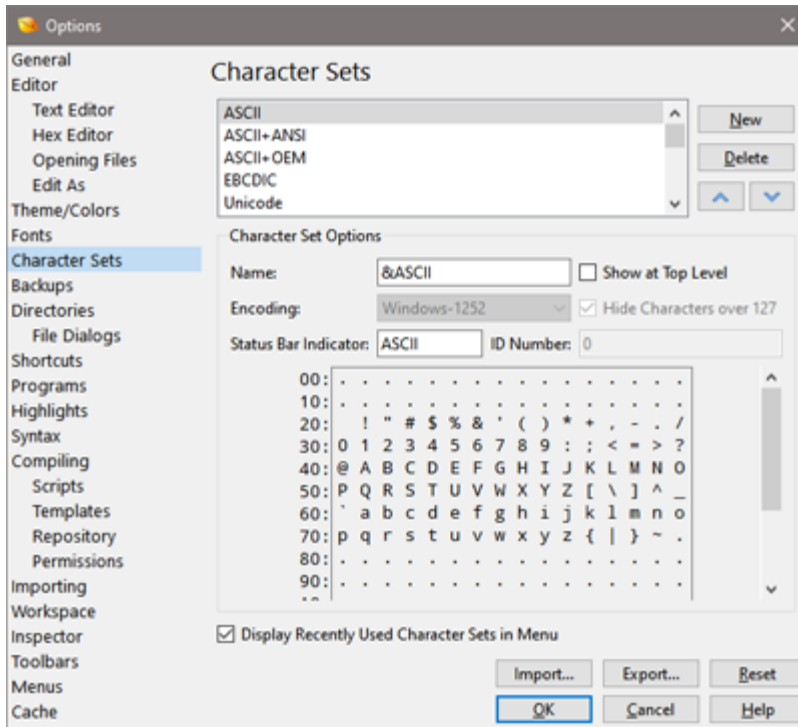 Options
General
Editor
Text Editor
Hex Editor
Opening Files
Edit As
Theme/Colors
Fonts
Character Sets
Backups
Directories
File Dialogs
Shortcuts
Programs
Highlights
Syntax
Compiling
Scripts
Templates
Repository
Permissions
Importing
Workspace
Inspector
Toolbars
Menus
Cache
Character Sets
ASCII
ASCII+ANSI
ASCII+OEM
EBCDIC
Unicode
New
Delete
Character Set Options
Name: &ASCII Show at Top Level
Encoding: Windows-1252 Hide Characters over 127
Status Bar Indicator: ASCII ID Number: 0
00: . . . . . . . . . . . . . . . .
10: . . . . . . . . . . . . . . . .
20:   ! " # $ % & ' ( ) * + , - . /
30: 0 1 2 3 4 5 6 7 8 9 : ; < = > ?
40: @ A B C D E F G H I J K L M N O
50: P Q R S T U V W X Y Z [ \ ] ^ _
60: ` a b c d e f g h i j k l m n o
70: p q r s t u v w x y z { | } ~ .
80: . . . . . . . . . . . . . . . .
90: . . . . . . . . . . . . . . . .
Display Recently Used Character Sets in Menu
Import... Export... Reset
OK Cancel Help